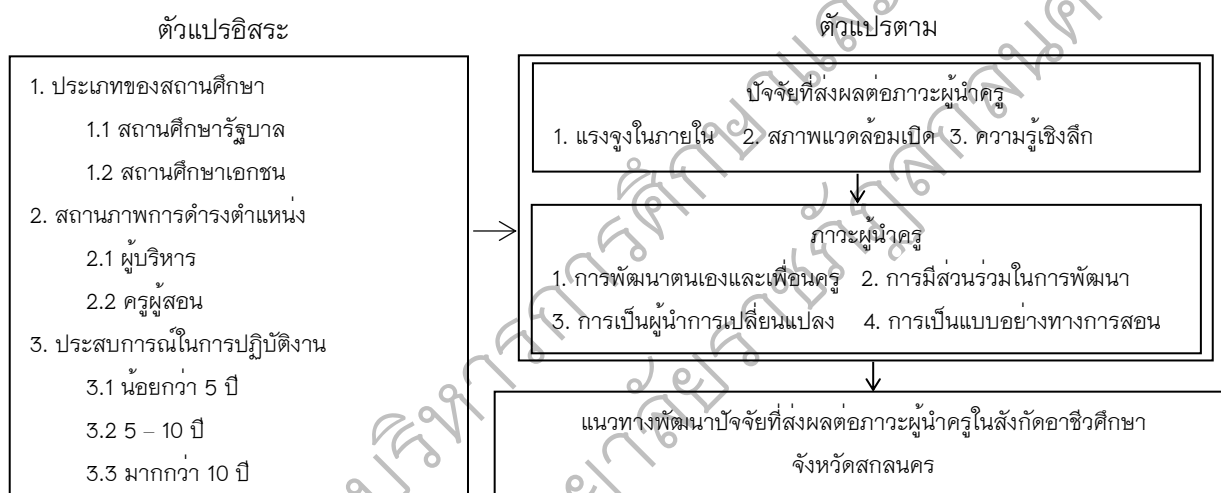 ตัวแปรอิสระ
1. ประเภทของสถานศึกษา
1.1 สถานศึกษารัฐบาล
1.2 สถานศึกษาเอกชน
2. สถานภาพการดำรงตำแหน่ง
2.1 ผู้บริหาร
2.2 ครูผู้สอน
3. ประสบการณ์ในการปฏิบัติงาน
3.1 น้อยกว่า 5 ปี
3.2 5 – 10 ปี
3.3 มากกว่า 10 ปี
ตัวแปรตาม
ปัจจัยที่ส่งผลต่อภาวะผู้นำครู
1. แรงจูงในภายใน 2. สภาพแวดล้อมเปิด 3. ความรู้เชิงลึก
ภาวะผู้นำครู
1. การพัฒนาตนเองและเพื่อนครู 2. การมีส่วนร่วมในการพัฒนา
3. การเป็นผู้นำการเปลี่ยนแปลง 4. การเป็นแบบอย่างทางการสอน
แนวทางพัฒนาปัจจัยที่ส่งผลต่อภาวะผู้นำครูในสังกัดอาชีวศึกษา
จังหวัดสกลนคร